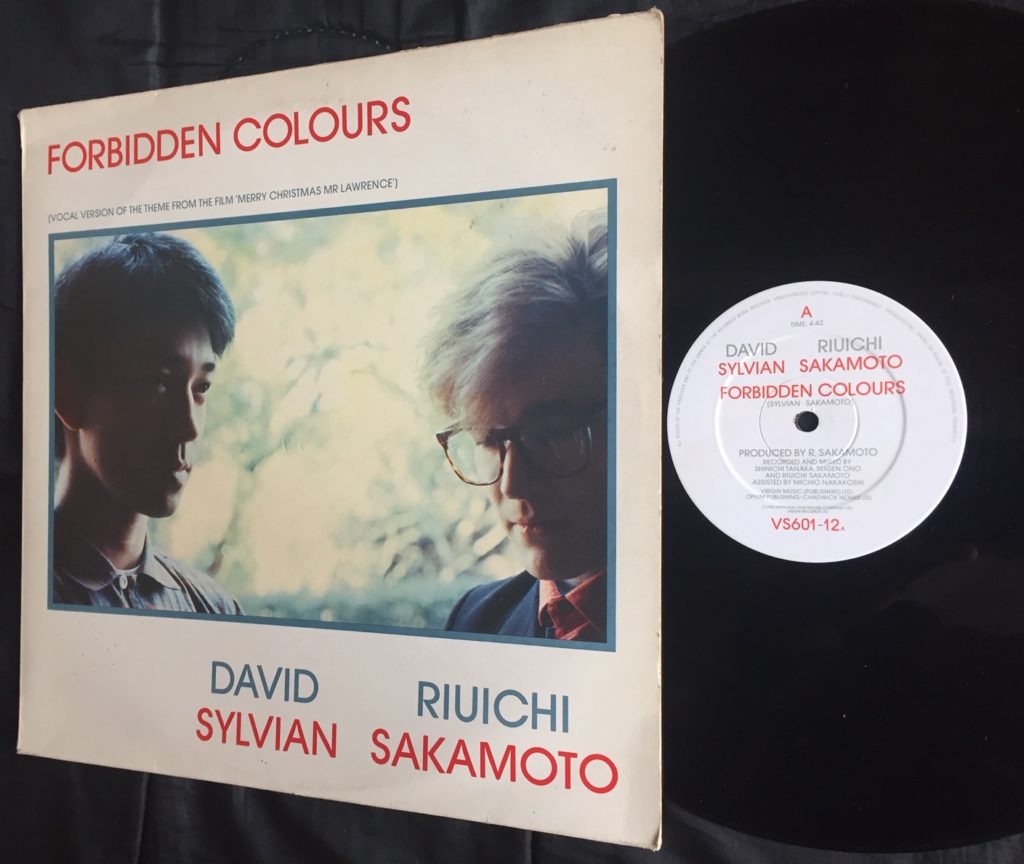 FORBIDDEN COLOURS
(VOCAL VERSION OF THE THEME FROM THE FILM 'MERRY CHRISTMAS MR LAWRENCE')
DAVID RIUICHI
SYLVIAN SAKAMOTO
A
TIME: 4.42
DAVID RIUICHI
SYLVIAN SAKAMOTO
FORBIDDEN COLOURS
(SYLVIAN - SAKAMOTO)
PRODUCED BY R. SAKAMOTO
RECORDED AND MIXED BY
SHINICHI TANAKA, SEIGEN ONO
AND RIUICHI SAKAMOTO
ASSISTED BY MICHIO NAKAKOSHI
VIRGIN MUSIC (PUBLISHERS) LTD/
OPIUM PUBLISHING/CHADWICK NOMIS LTD
VS601-12A